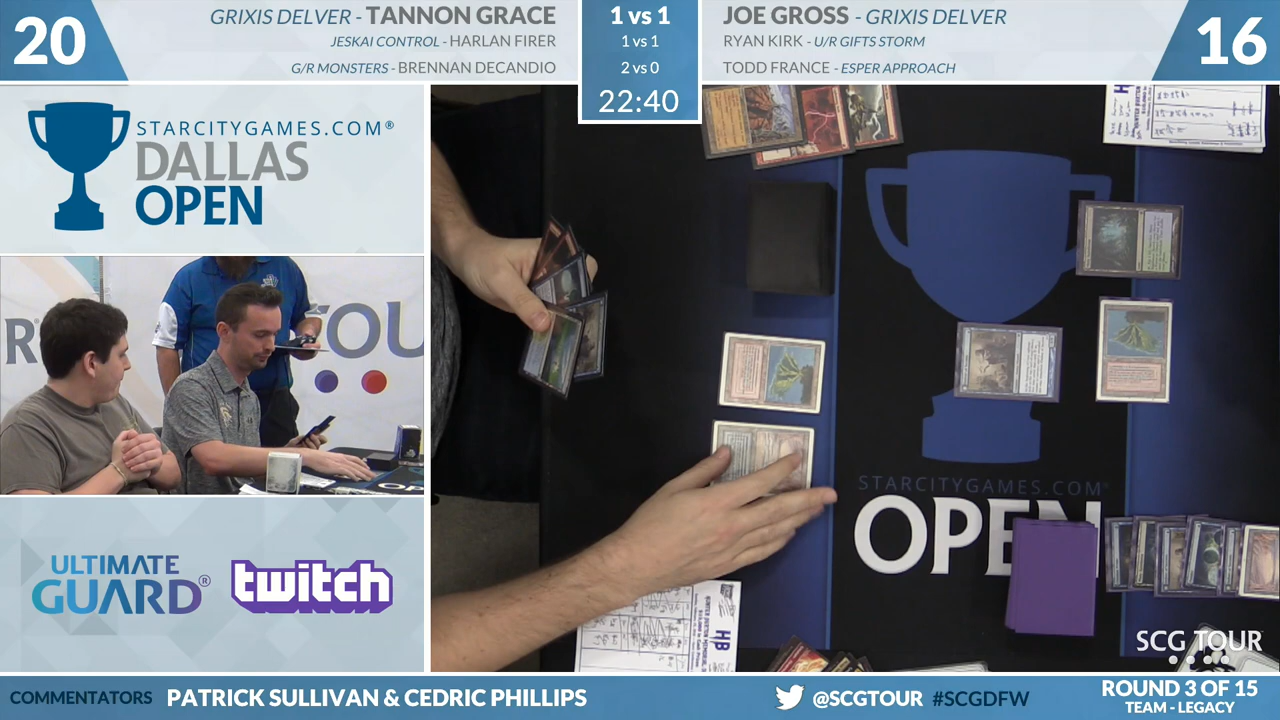 20
GRIXIS DELVER - TANNON GRACE
JESKAI CONTROL - HARLAN FIRER
G/R MONSTERS - BRENNAN DECANDIO
1 vs 1
1 vs 1
2 vs 0
22:40
JOE GROSS - GRIXIS DELVER
RYAN KIRK - U/R GIFTS STORM
TODD FRANCE - ESPER APPROACH
16
STARCITYGAMES.COM®
DALLAS
OPEN
ULTIMATE
GUARD®
twitch
STARCITYGAMES.COM®
OPEN
HB
SCG TOUR
COMMENTATORS PATRICK SULLIVAN & CEDRIC PHILLIPS
@SCGTOUR #SCGDFW
ROUND 3 OF 15
TEAM - LEGACY